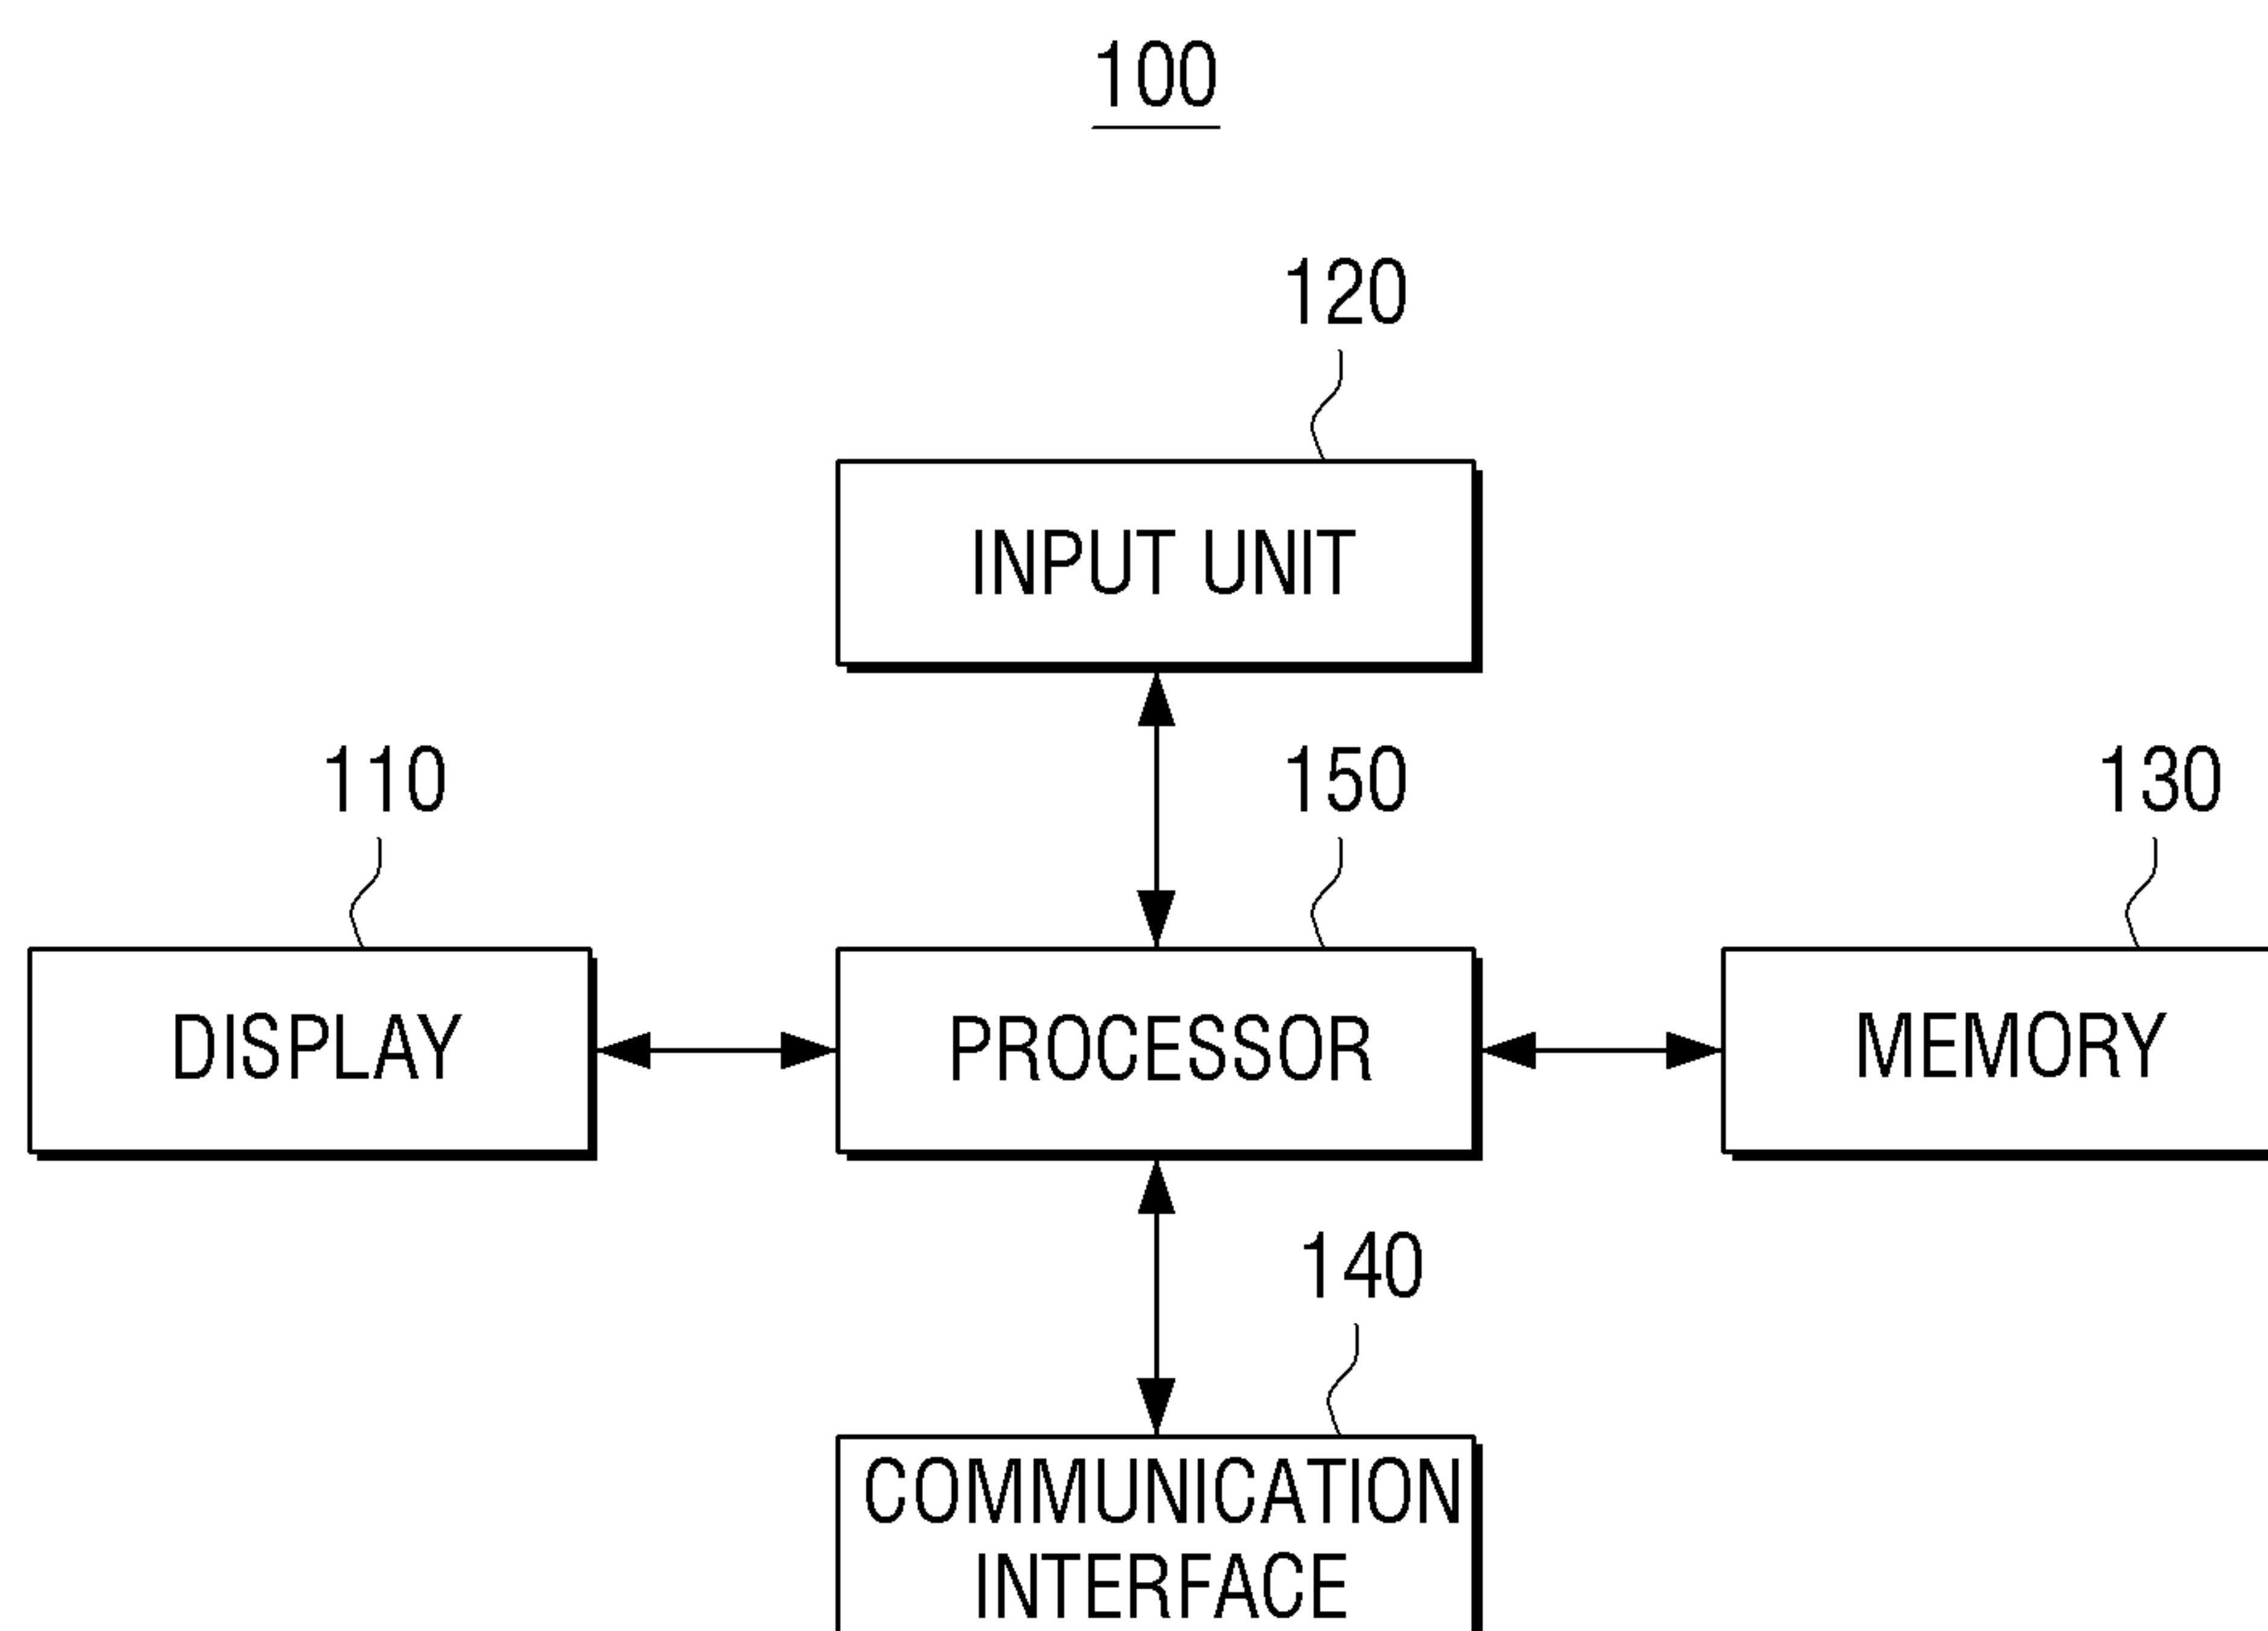 100
120
INPUT UNIT
110
150
130
DISPLAY
PROCESSOR
MEMORY
140
COMMUNICATION
INTERFACE